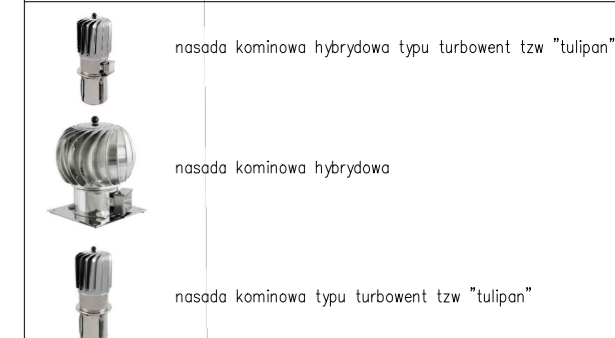 nasada kominowa hybrydowa typu turbowent tzw "tulipan"
nasada kominowa hybrydowa
nasada kominowa typu turbowent tzw "tulipan"